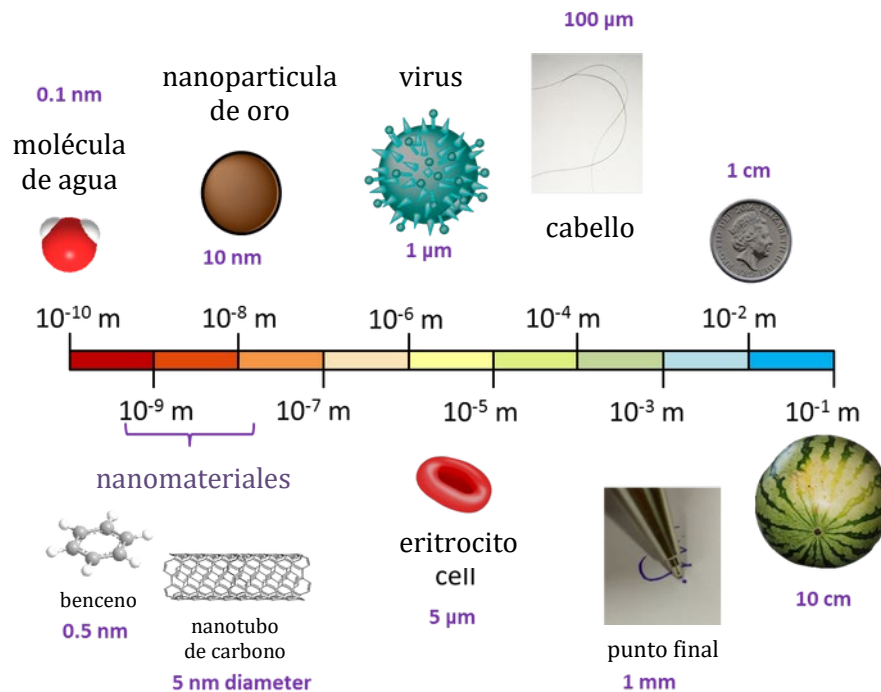 100 µm
nanoparticula
de oro
virus
0.1 nm
molécula
de agua
1 cm
10 nm
1 µm
cabello
10⁻¹⁰ m
10⁻⁸ m
10⁻⁶ m
10⁻⁴ m
10⁻² m
10⁻⁹ m
10⁻⁷ m
10⁻⁵ m
10⁻³ m
10⁻¹ m
nanomateriales
eritrocito
cell
benceno
0.5 nm
nanotubo
de carbono
5 nm diameter
5 µm
punto final
1 mm
10 cm